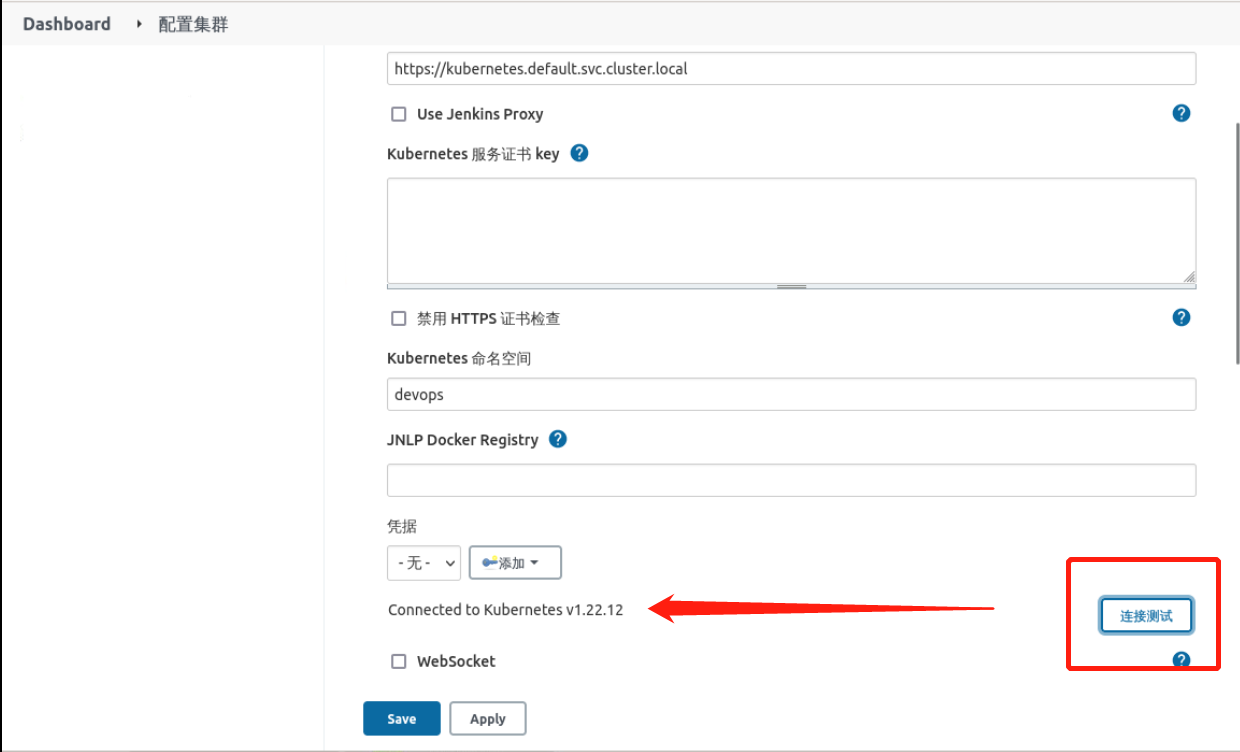 Dashboard 配置集群
https://kubernetes.default.svc.cluster.local
Use Jenkins Proxy ?
Kubernetes 服务证书 key ?
禁用 HTTPS 证书检查 ?
Kubernetes 命名空间
devops
JNLP Docker Registry ?
凭据
- 无 - 添加
Connected to Kubernetes v1.22.12 连接测试
WebSocket ?
Save Apply